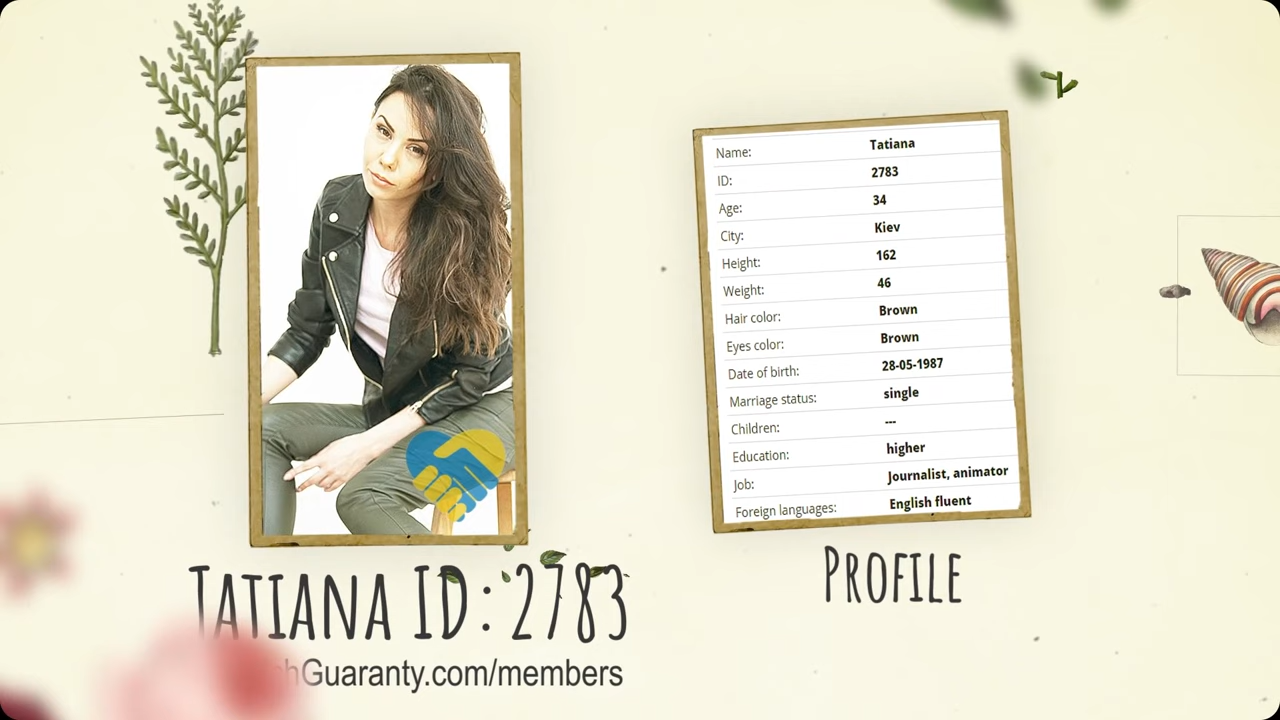 Name: Tatiana
ID: 2783
Age: 34
City: Kiev
Height: 162
Weight: 46
Hair color: Brown
Eyes color: Brown
Date of birth: 28-05-1987
Marriage status: single
Children: ---
Education: higher
Job: Journalist, animator
Foreign languages: English fluent
TATIANA ID: 2783
PROFILE
Guaranty.com/members